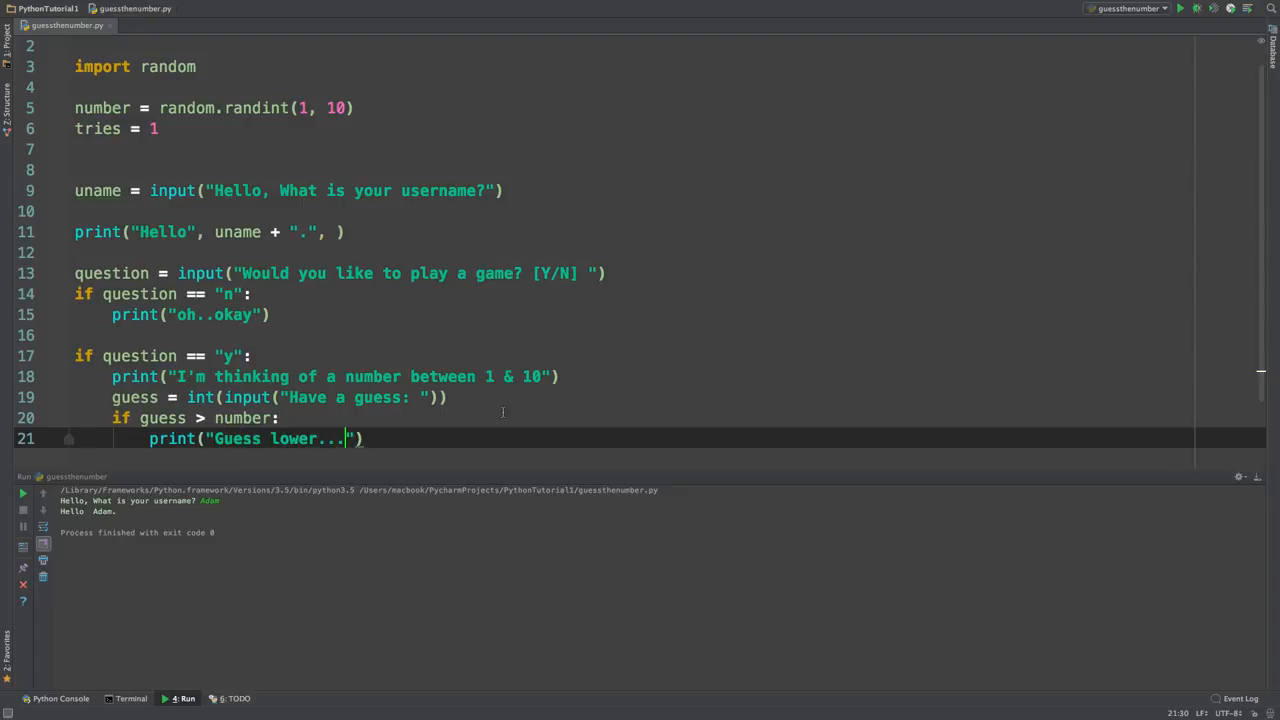 PythonTutorial1 guessthenumber.py guessthenumber
guessthenumber.py
2
3 import random
4
5 number = random.randint(1, 10)
6 tries = 1
7
8
9 uname = input("Hello, What is your username?")
10
11 print("Hello", uname + ".", )
12
13 question = input("Would you like to play a game? [Y/N] ")
14 if question == "n":
15 print("oh..okay")
16
17 if question == "y":
18 print("I'm thinking of a number between 1 & 10")
19 guess = int(input("Have a guess: "))
20 if guess > number:
21 print("Guess lower...")
1: Project
Z: Structure
2: Favorites
Database
Run guessthenumber
/Library/Frameworks/Python.framework/Versions/3.5/bin/python3.5 /Users/macbook/PycharmProjects/PythonTutorial1/guessthenumber.py
Hello, What is your username? Adam
Hello Adam.
Process finished with exit code 0
Python Console Terminal 4: Run 6: TODO Event Log
21:30 LF÷ UTF-8÷